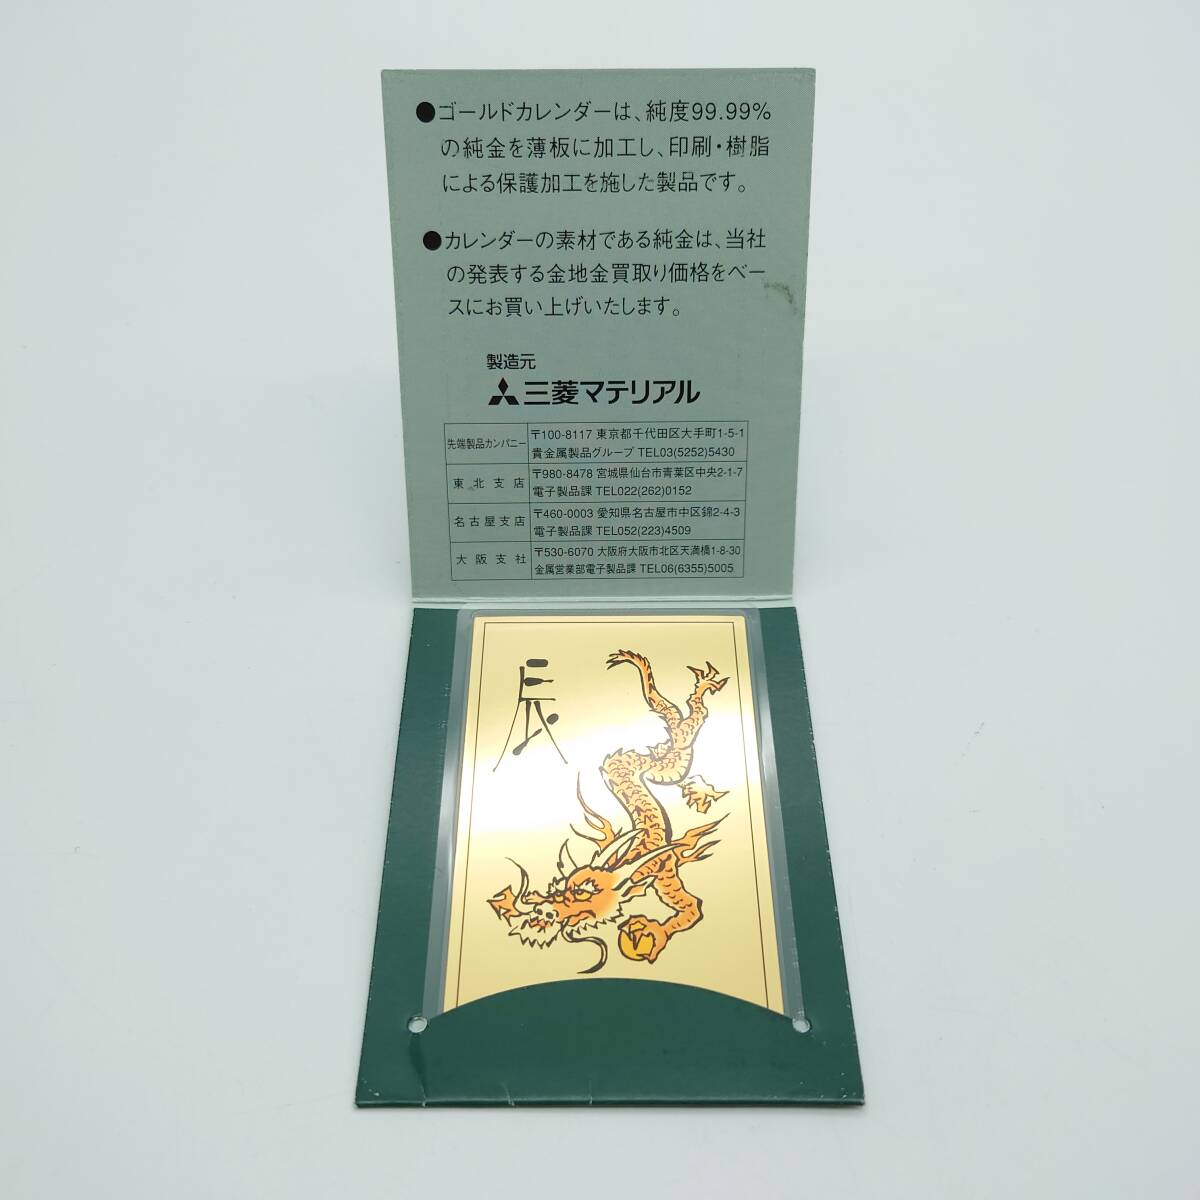 ●ゴールドカレンダーは、純度99.99%
の純金を薄板に加工し、印刷・樹脂
による保護加工を施した製品です。
●カレンダーの素材である純金は、当社
の発表する金地金買取り価格をベー
スにお買い上げいたします。
製造元
三菱マテリアル
先端製品カンパニー 〒100-8117 東京都千代田区大手町1-5-1
貴金属製品グループ TEL03(5252)5430
東北支店 〒980-8478 宮城県仙台市青葉区中央2-1-7
電子製品課 TEL022(262)0152
名古屋支店 〒460-0003 愛知県名古屋市中区錦2-4-3
電子製品課 TEL052(223)4509
大阪支社 〒530-6070 大阪府大阪市北区天満橋1-8-30
金属営業部電子製品課 TEL06(6355)5005
辰